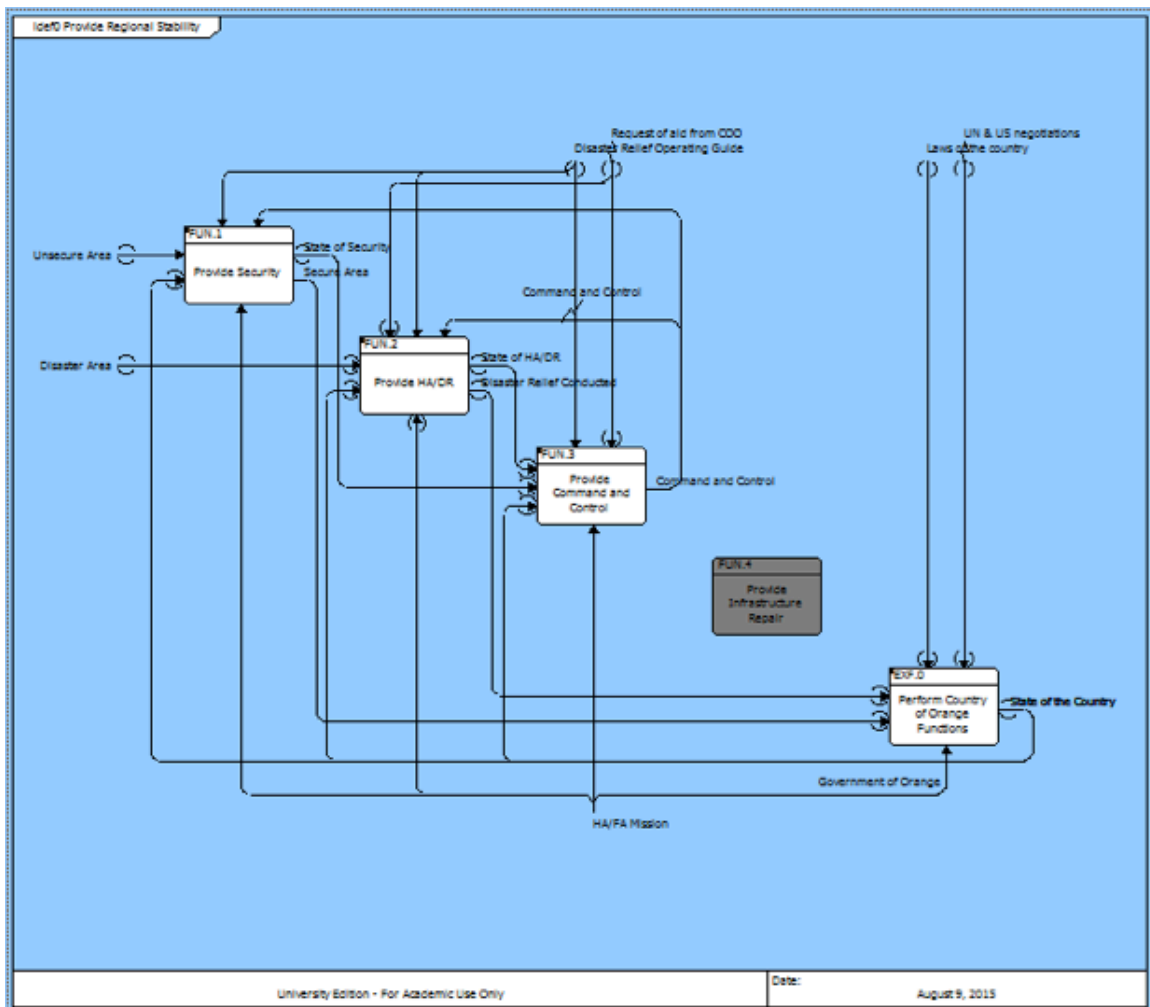 Idef0 Provide Regional Stability
Request of aid from COO
Disaster Relief Operating Guide
UN & US negotiations
Laws of the country
FUN.1
Provide Security
Unsecure Area
State of Security
Secure Area
Command and Control
FUN.2
Provide HA/DR
Disaster Area
State of HA/DR
Disaster Relief Conducted
FUN.3
Provide
Command and
Control
Command and Control
FUN.4
Provide
Infrastructure
Repair
EXF.0
Perform Country
of Orange
Functions
State of the Country
Government of Orange
HA/FA Mission
University Edition - For Academic Use Only
Date:
August 9, 2015